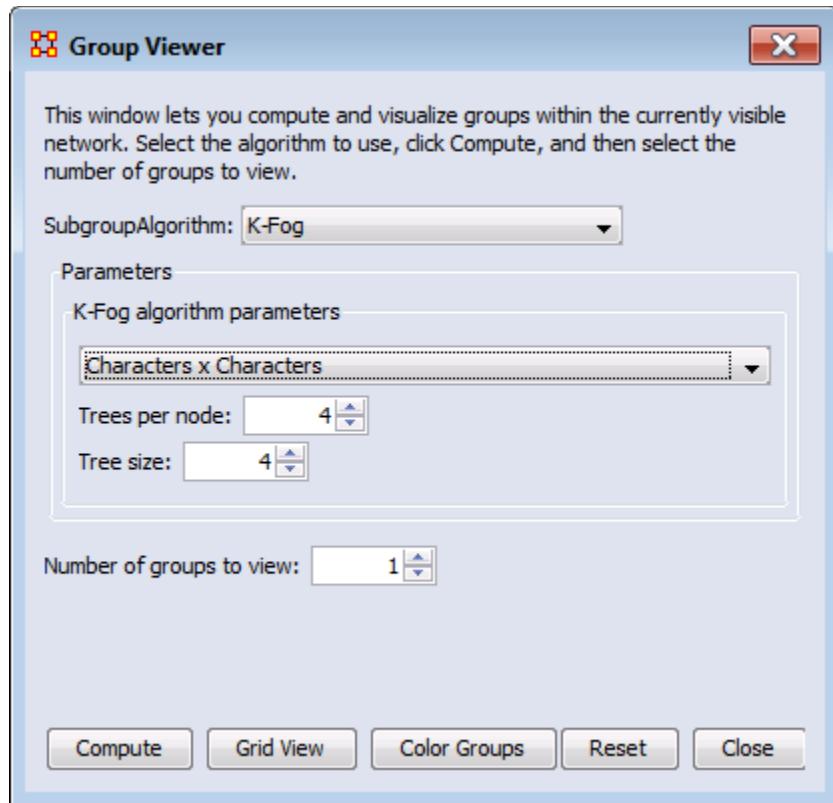 Group Viewer
This window lets you compute and visualize groups within the currently visible
network. Select the algorithm to use, click Compute, and then select the
number of groups to view.
SubgroupAlgorithm: K-Fog
Parameters
K-Fog algorithm parameters
Characters x Characters
Trees per node: 4
Tree size: 4
Number of groups to view: 1
Compute Grid View Color Groups Reset Close